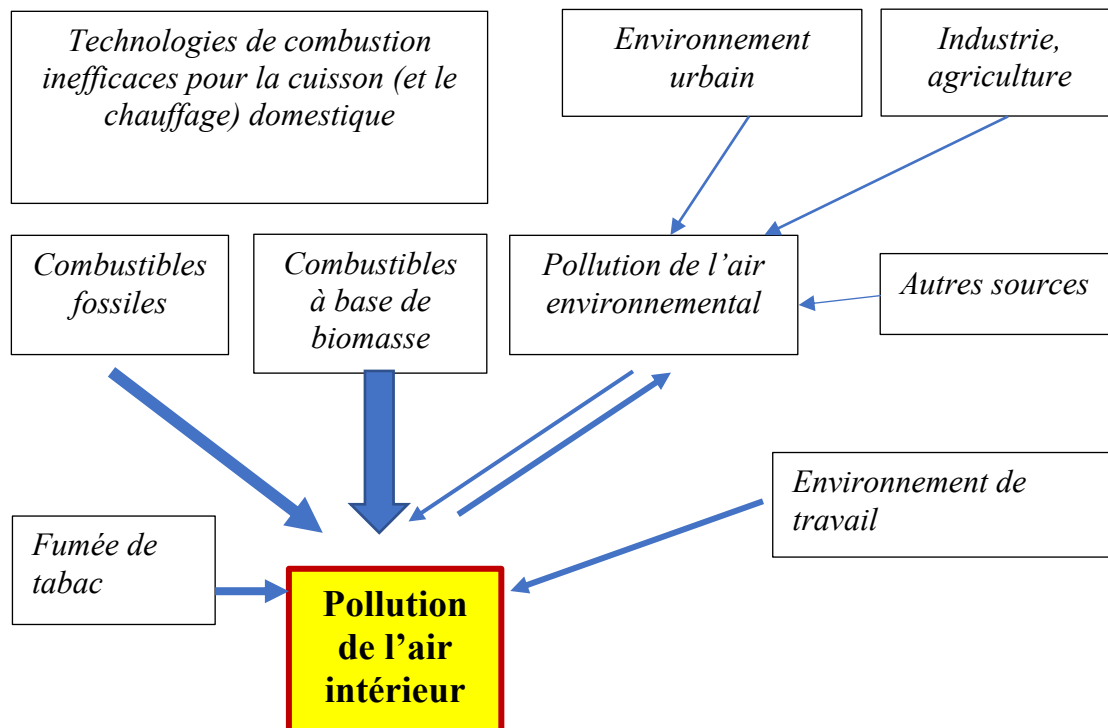 Technologies de combustion
inefficaces pour la cuisson (et le
chauffage) domestique
Environnement
urbain
Industrie,
agriculture
Combustibles
fossiles
Combustibles
à base de
biomasse
Pollution de l’air
environnemental
Autres sources
Environnement de
travail
Fumée de
tabac
Pollution
de l’air
intérieur